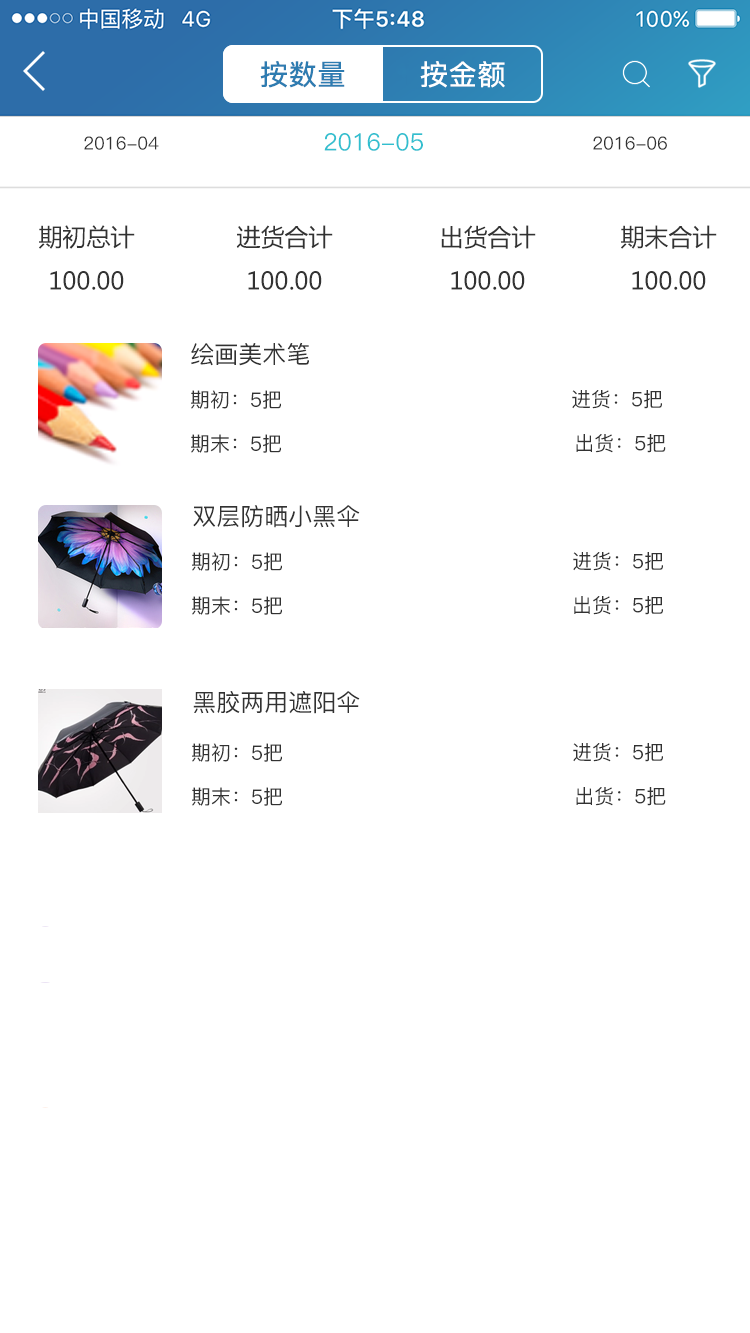 中国移动 4G 下午5:48 100%
按数量 按金额
2016-04 2016-05 2016-06
期初总计 进货合计 出货合计 期末合计
100.00 100.00 100.00 100.00
绘画美术笔
期初：5把 进货：5把
期末：5把 出货：5把
双层防晒小黑伞
期初：5把 进货：5把
期末：5把 出货：5把
黑胶两用遮阳伞
期初：5把 进货：5把
期末：5把 出货：5把